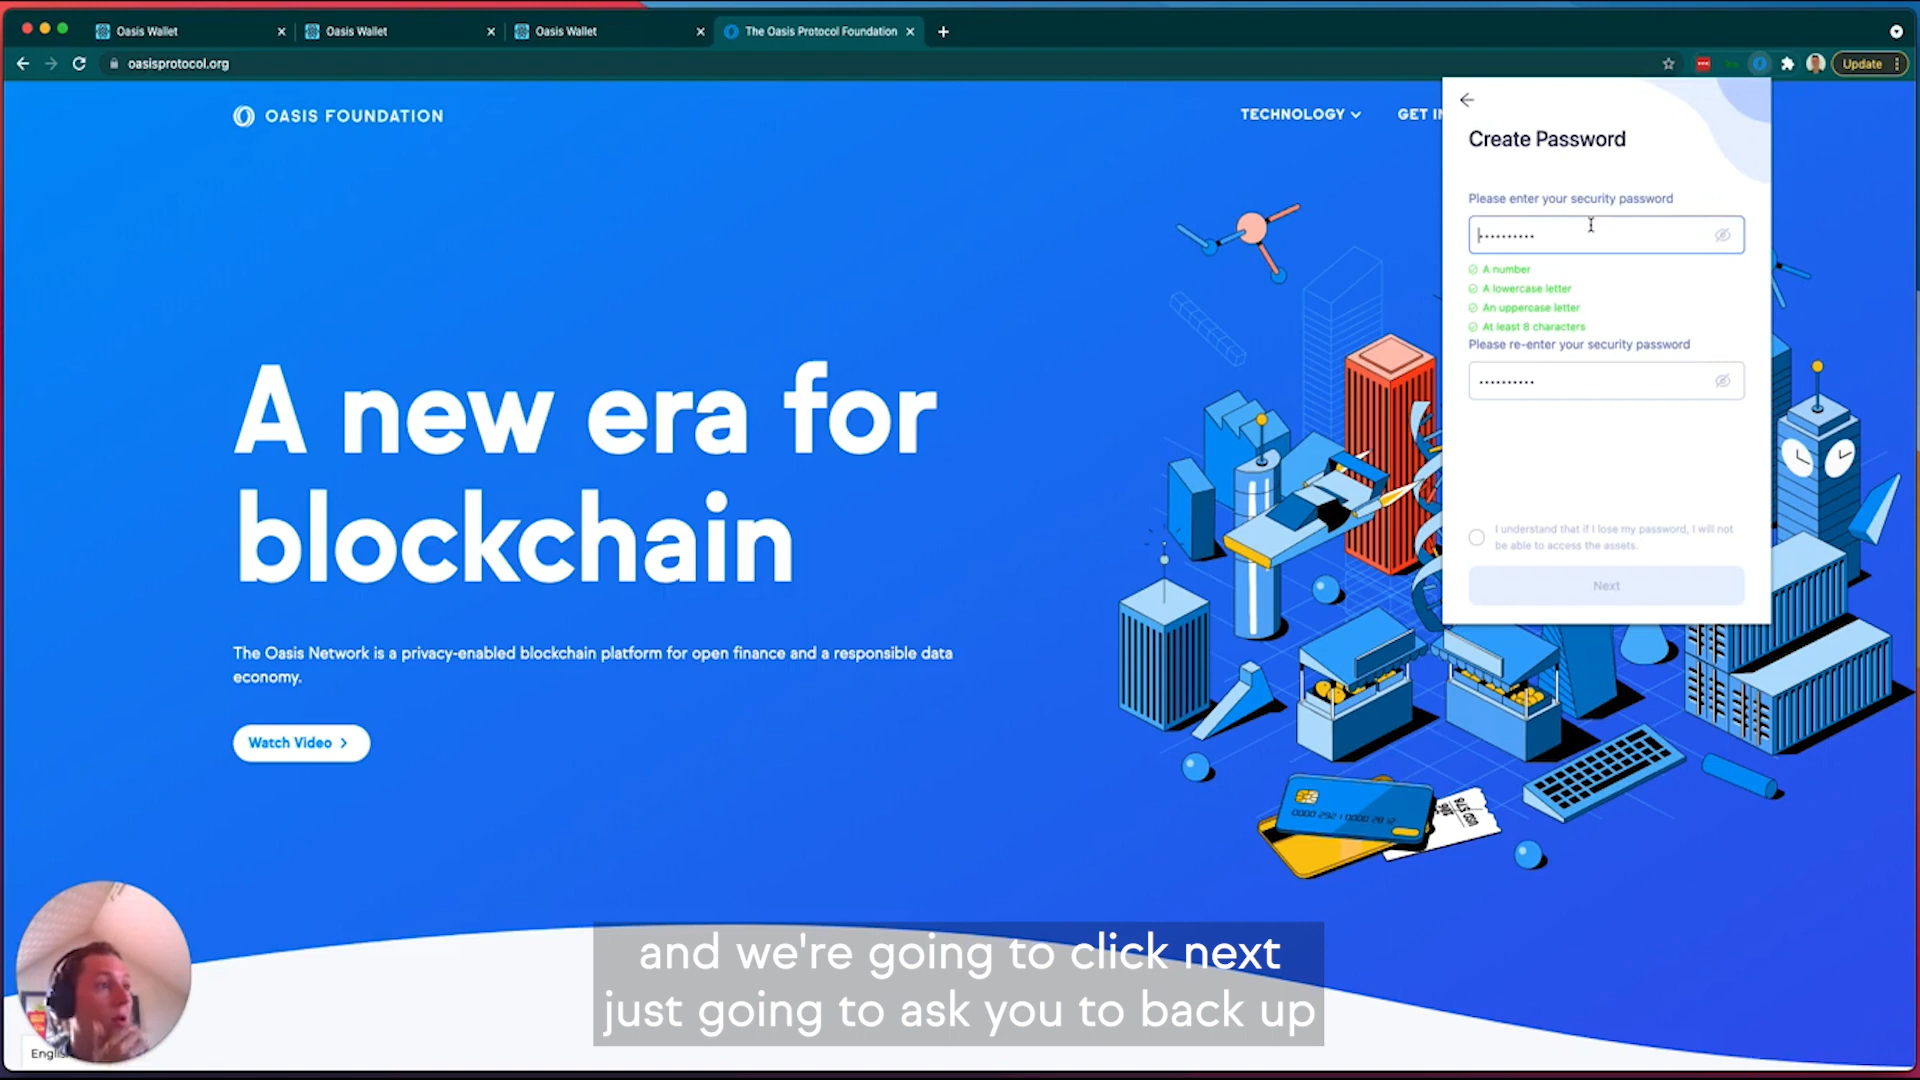 Oasis Wallet
Oasis Wallet
Oasis Wallet
The Oasis Protocol Foundation
oasisprotocol.org
Update
OASIS FOUNDATION
TECHNOLOGY
GET IN
Create Password
Please enter your security password
A number
A lowercase letter
An uppercase letter
At least 8 characters
Please re-enter your security password
I understand that if I lose my password, I will not
be able to access the assets.
Next
A new era for
blockchain
The Oasis Network is a privacy-enabled blockchain platform for open finance and a responsible data
economy.
Watch Video
and we're going to click next
just going to ask you to back up